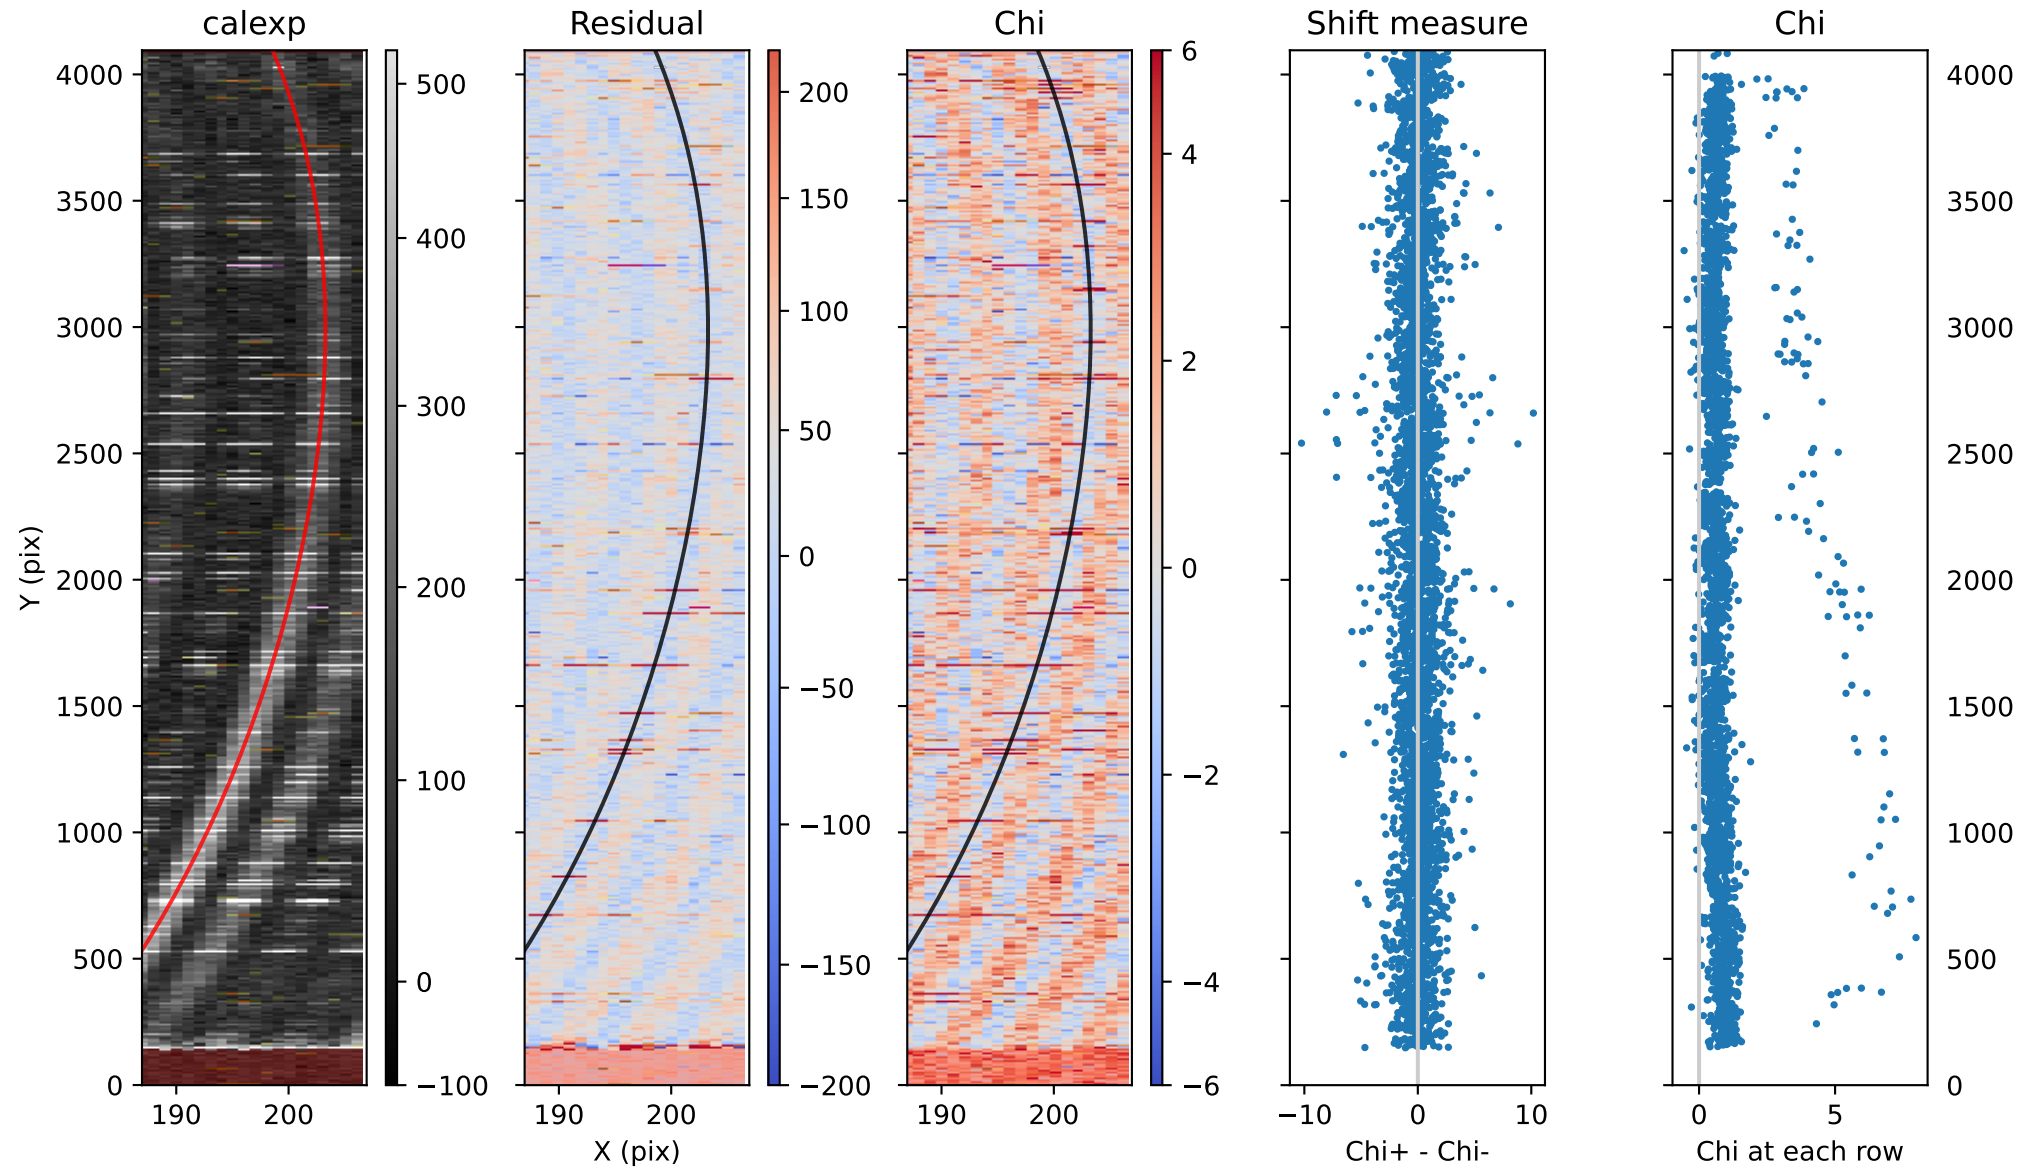 calexp Residual Chi Shift measure Chi
4000 500 200 6 4000
3500 400 150 4 3500
3000 300 100 2 3000
2500 200 50 0 2500
2000 100 0 −2 2000
1500 0 −50 −4 1500
1000 −100 −100 −6 1000
500 −150 500
0 −200 0
Y (pix)
190 200 190 200 190 200 −10 0 10 0 5
X (pix) Chi+ - Chi- Chi at each row